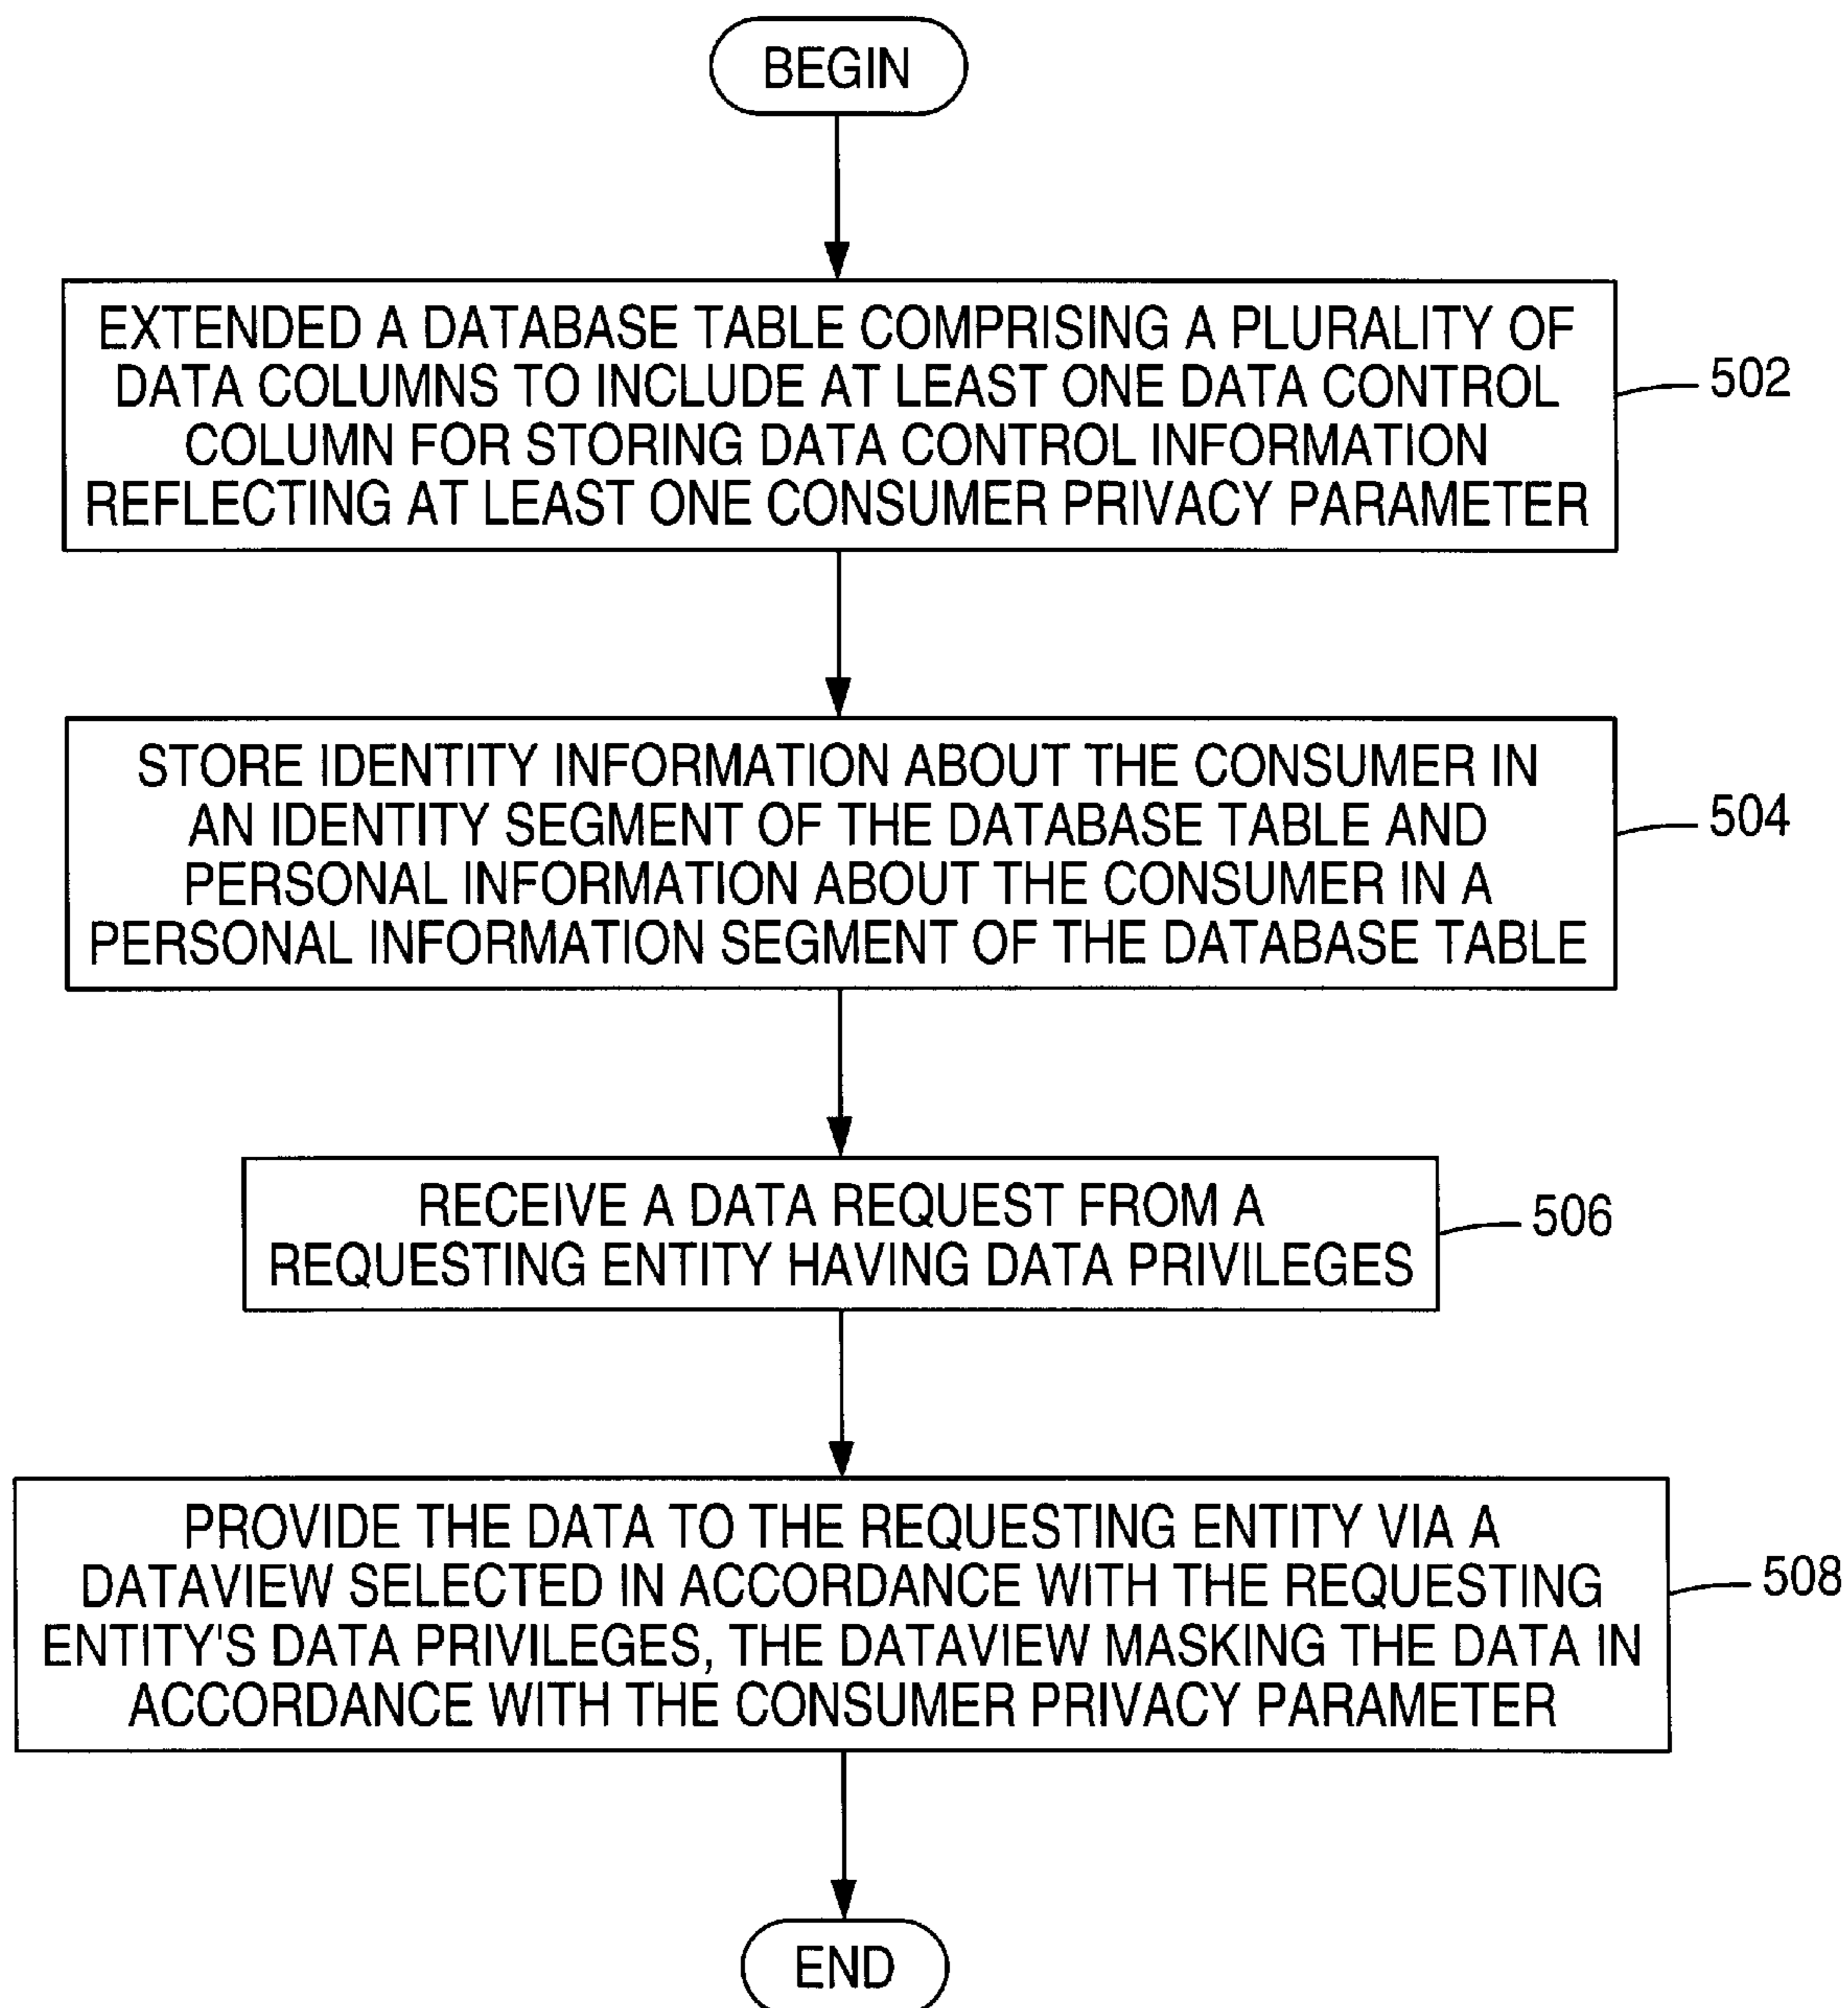 BEGIN
EXTENDED A DATABASE TABLE COMPRISING A PLURALITY OF
DATA COLUMNS TO INCLUDE AT LEAST ONE DATA CONTROL
COLUMN FOR STORING DATA CONTROL INFORMATION
REFLECTING AT LEAST ONE CONSUMER PRIVACY PARAMETER
502
STORE IDENTITY INFORMATION ABOUT THE CONSUMER IN
AN IDENTITY SEGMENT OF THE DATABASE TABLE AND
PERSONAL INFORMATION ABOUT THE CONSUMER IN A
PERSONAL INFORMATION SEGMENT OF THE DATABASE TABLE
504
RECEIVE A DATA REQUEST FROM A
REQUESTING ENTITY HAVING DATA PRIVILEGES
506
PROVIDE THE DATA TO THE REQUESTING ENTITY VIA A
DATAVIEW SELECTED IN ACCORDANCE WITH THE REQUESTING
ENTITY'S DATA PRIVILEGES, THE DATAVIEW MASKING THE DATA IN
ACCORDANCE WITH THE CONSUMER PRIVACY PARAMETER
508
END